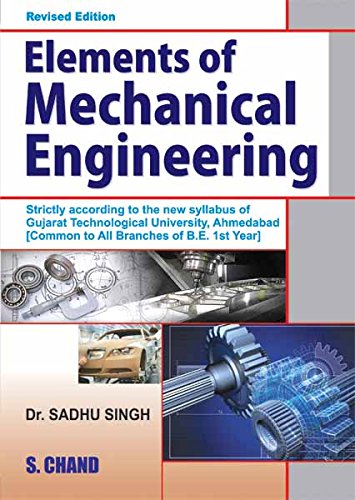 Revised Edition
Elements of
Mechanical
Engineering
Strictly according to the new syllabus of
Gujarat Technological University, Ahmedabad
[Common to All Branches of B.E. 1st Year]
Dr. SADHU SINGH
S. CHAND